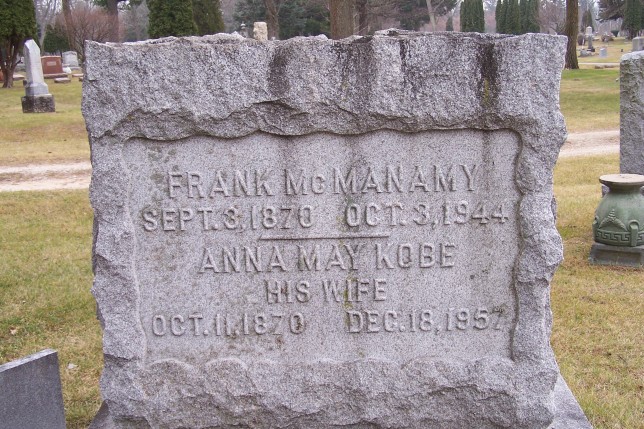 FRANK McMANAMY
SEPT. 3, 1870 OCT. 3, 1944
ANNA MAY KOBE
HIS WIFE
OCT. 11, 1870 DEC. 18, 1957